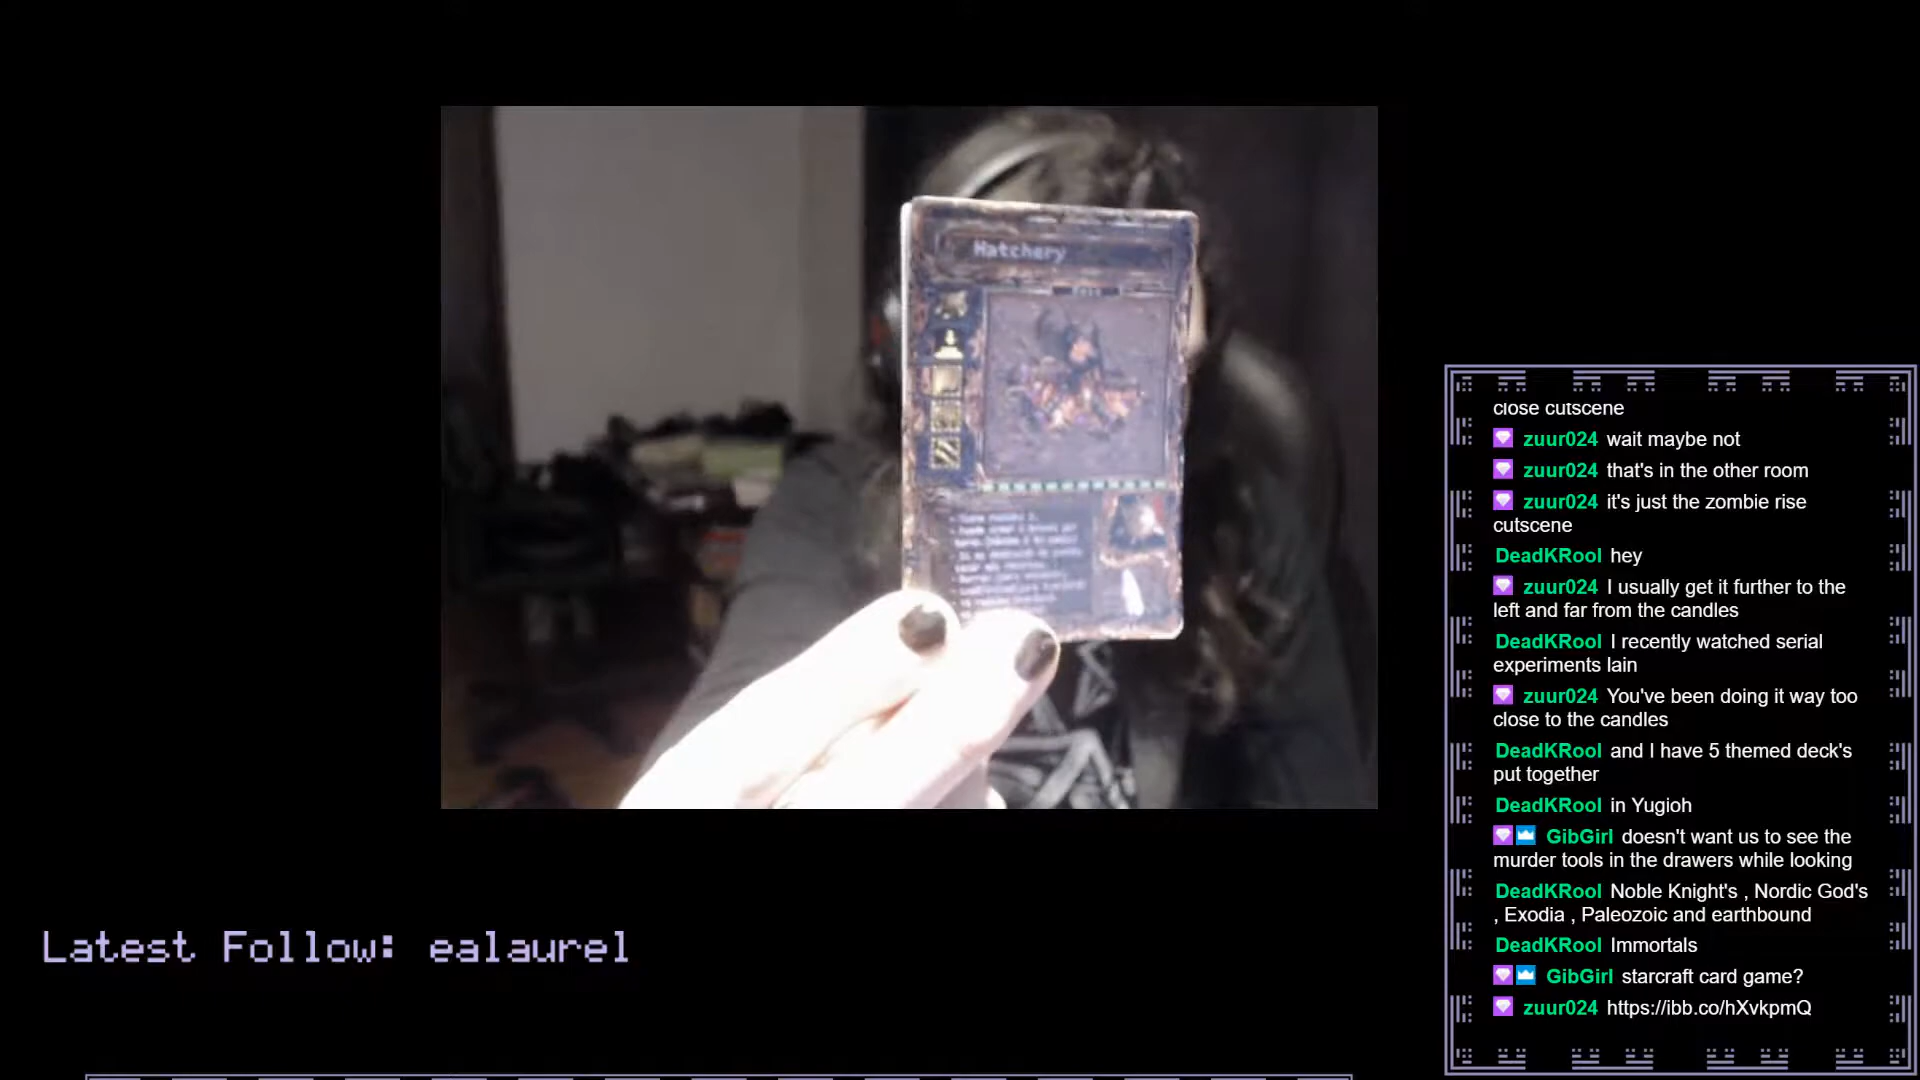 Hatchery
close cutscene
zuur024 wait maybe not
zuur024 that's in the other room
zuur024 it's just the zombie rise
cutscene
DeadKRool hey
zuur024 I usually get it further to the
left and far from the candles
DeadKRool I recently watched serial
experiments lain
zuur024 You've been doing it way too
close to the candles
DeadKRool and I have 5 themed deck's
put together
DeadKRool in Yugioh
GibGirl doesn't want us to see the
murder tools in the drawers while looking
DeadKRool Noble Knight's , Nordic God's
, Exodia , Paleozoic and earthbound
DeadKRool Immortals
GibGirl starcraft card game?
zuur024 https://ibb.co/hXvkpmQ
Latest Follow: ealaurel